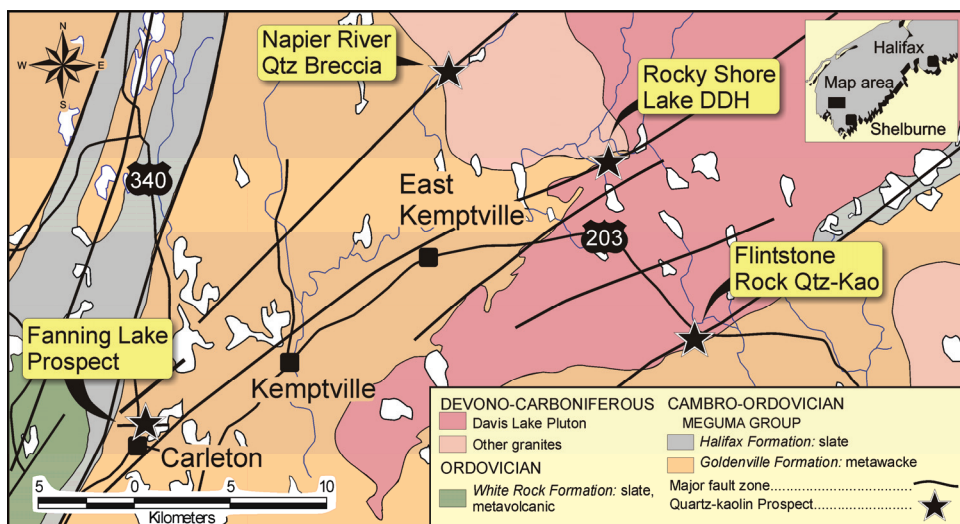 N
W E
S
Napier River
Qtz Breccia
Rocky Shore
Lake DDH
Halifax
Map area
Shelburne
340
East
Kemptville
203
Flintstone
Rock Qtz-Kao
Fanning Lake
Prospect
Kemptville
Carleton
5 0 5 10
Kilometers
DEVONO-CARBONIFEROUS
Davis Lake Pluton
Other granites
ORDOVICIAN
White Rock Formation: slate,
metavolcanic
CAMBRO-ORDOVICIAN
MEGUMA GROUP
Halifax Formation: slate
Goldenville Formation: metawacke
Major fault zone..............................
Quartz-kaolin Prospect....................